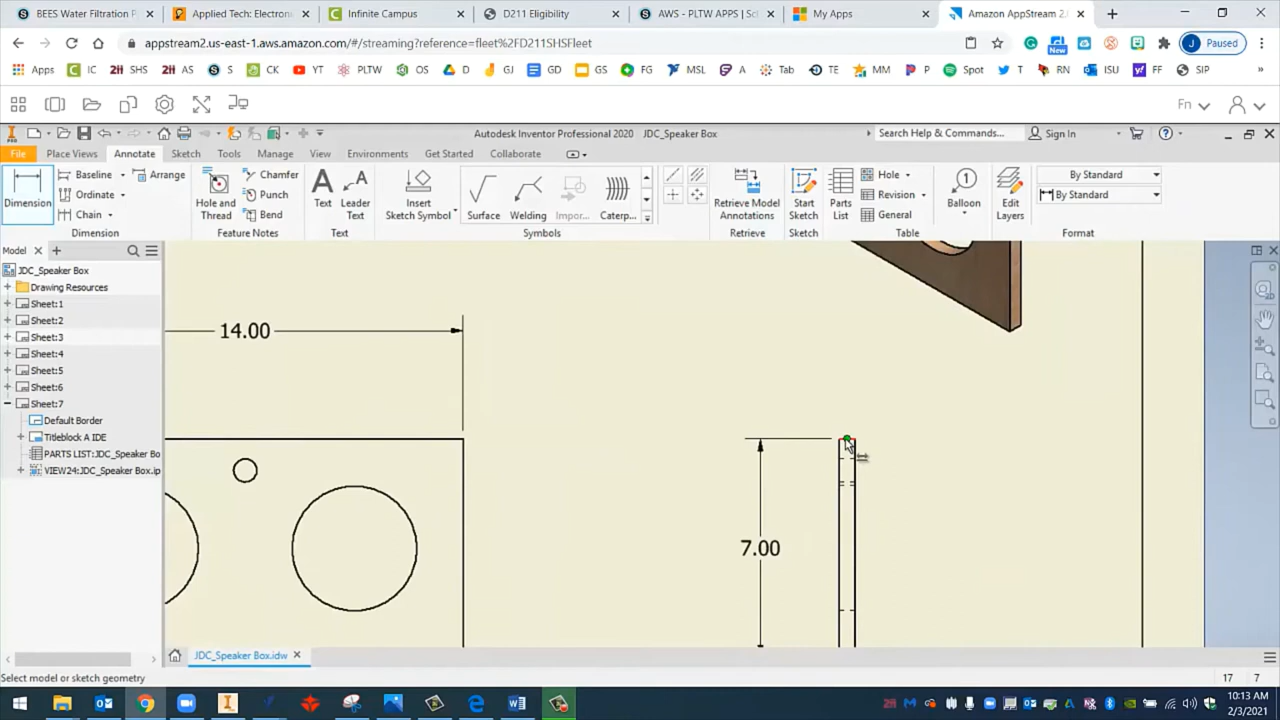 BEES Water Filtration P
Applied Tech: Electroni
Infinite Campus
D211 Eligibility
AWS - PLTW APPS | Sc
My Apps
Amazon AppStream 2.
appstream2.us-east-1.aws.amazon.com/#/streaming?reference=fleet%2FD211SHSFleet
New
J Paused
Apps IC SHS AS S CK YT PLTW OS D GJ GD GS FG MSL A Tab TE MM P Spot T RN ISU FF SIP
Fn
Autodesk Inventor Professional 2020 JDC_Speaker Box
Search Help & Commands...
Sign In
File Place Views Annotate Sketch Tools Manage View Environments Get Started Collaborate
Dimension
Baseline
Arrange
Ordinate
Chain
Dimension
Hole and Thread
Chamfer
Punch
Bend
Feature Notes
Text
Leader Text
Text
Insert Sketch Symbol
Surface
Welding
Impor...
Caterp...
Symbols
Retrieve Model Annotations
Retrieve
Start Sketch
Sketch
Parts List
Hole
Revision
General
Table
Balloon
Edit Layers
By Standard
By Standard
Format
Model
JDC_Speaker Box
Drawing Resources
Sheet:1
Sheet:2
Sheet:3
Sheet:4
Sheet:5
Sheet:6
Sheet:7
Default Border
Titleblock A IDE
PARTS LIST:JDC_Speaker Bo
VIEW24:JDC_Speaker Box.ip
14.00
7.00
JDC_Speaker Box.idw
Select model or sketch geometry
17 7
10:13 AM
2/3/2021